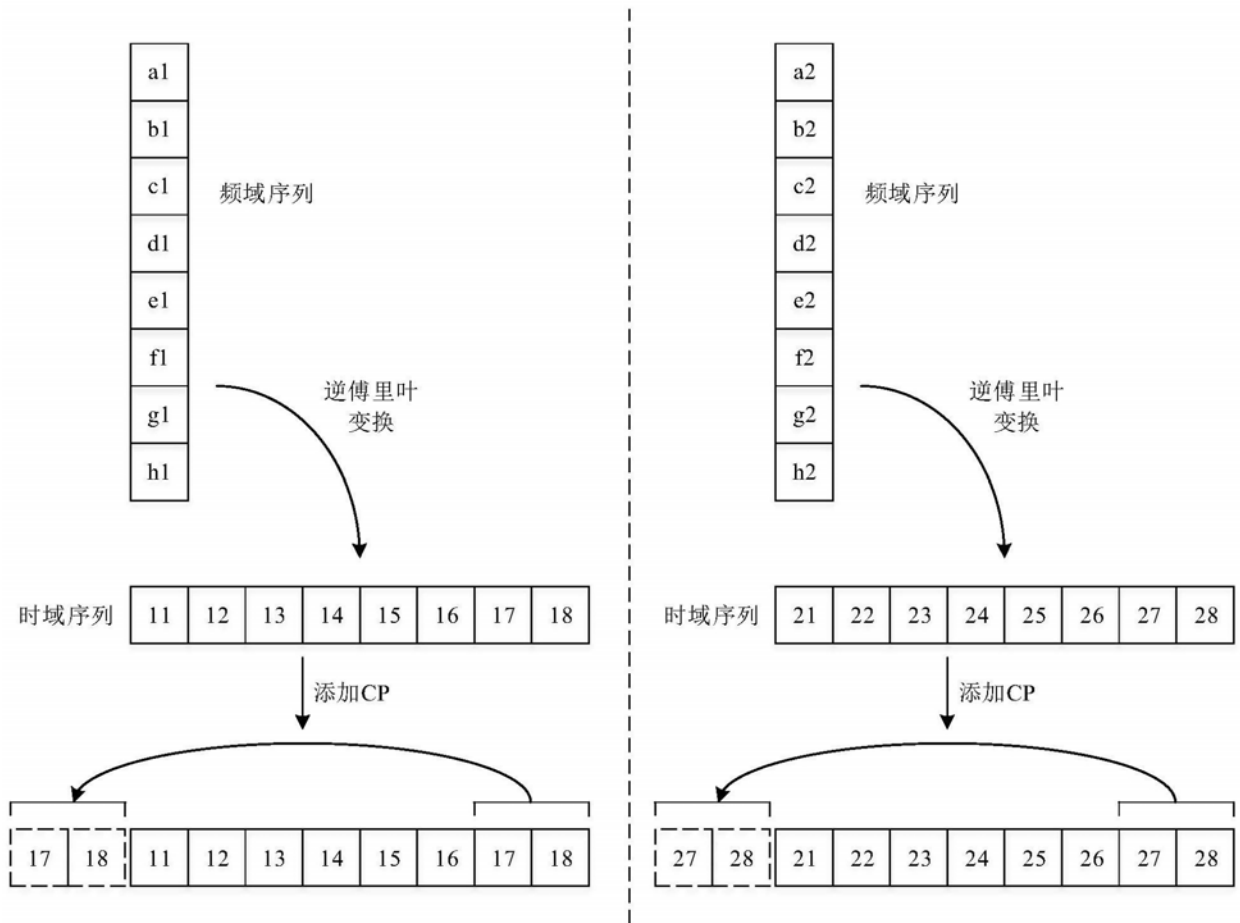 a1
b1
c1
频域序列
d1
e1
f1
逆傅里叶
变换
g1
h1
时域序列 11 12 13 14 15 16 17 18
添加CP
17 18 11 12 13 14 15 16 17 18
a2
b2
c2
频域序列
d2
e2
f2
逆傅里叶
变换
g2
h2
时域序列 21 22 23 24 25 26 27 28
添加CP
27 28 21 22 23 24 25 26 27 28